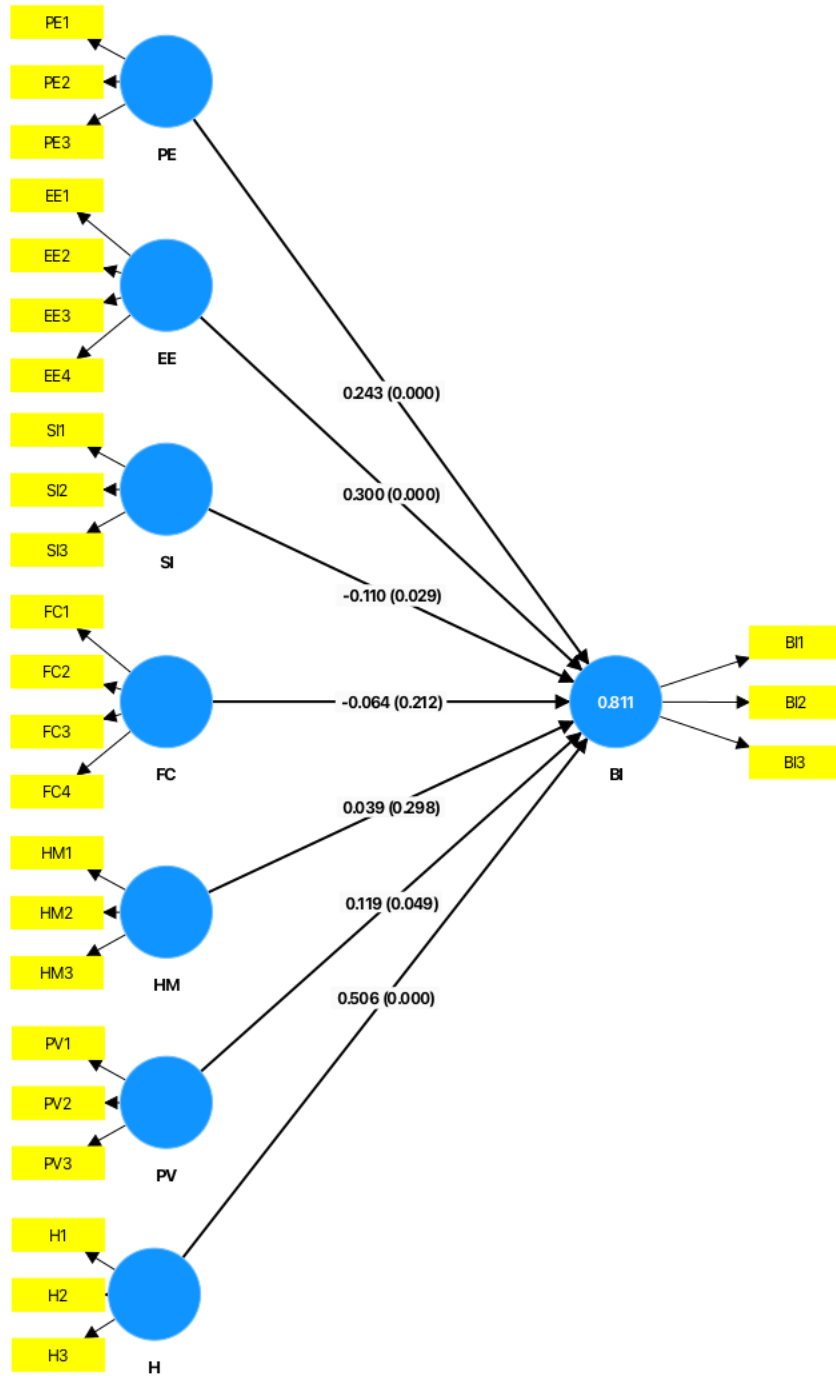 PE1
PE2
PE3
PE
EE1
EE2
EE3
EE4
EE
SI1
SI2
SI3
SI
FC1
FC2
FC3
FC4
FC
HM1
HM2
HM3
HM
PV1
PV2
PV3
PV
H1
H2
H3
H
0.243 (0.000)
0.300 (0.000)
-0.110 (0.029)
-0.064 (0.212)
0.039 (0.298)
0.119 (0.049)
0.506 (0.000)
0.811
BI
BI1
BI2
BI3